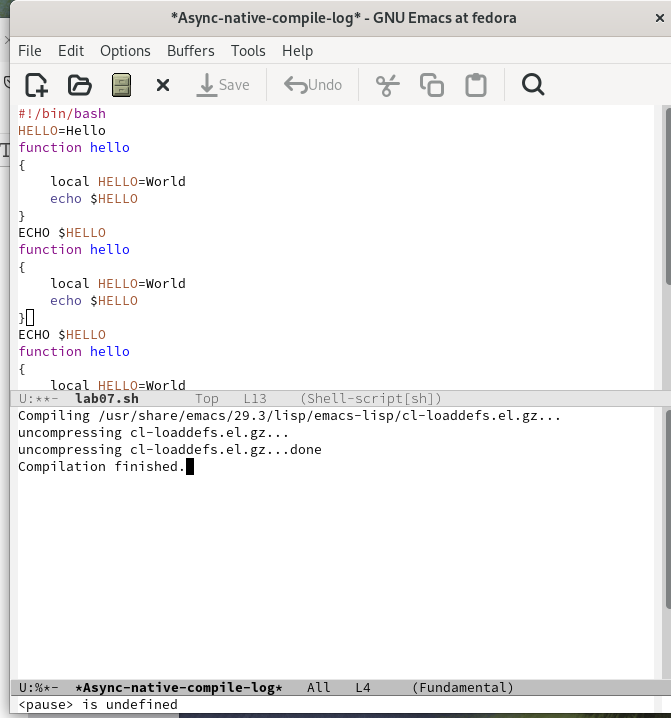 *Async-native-compile-log* - GNU Emacs at fedora
File Edit Options Buffers Tools Help
Save Undo
#!/bin/bash
HELLO=Hello
function hello
{
    local HELLO=World
    echo $HELLO
}
ECHO $HELLO
function hello
{
    local HELLO=World
    echo $HELLO
}
ECHO $HELLO
function hello
{
    local HELLO=World
U:**-  lab07.sh       Top   L13    (Shell-script[sh])
Compiling /usr/share/emacs/29.3/lisp/emacs-lisp/cl-loaddefs.el.gz...
uncompressing cl-loaddefs.el.gz...
uncompressing cl-loaddefs.el.gz...done
Compilation finished.
U:%*-  *Async-native-compile-log*   All   L4     (Fundamental)
<pause> is undefined